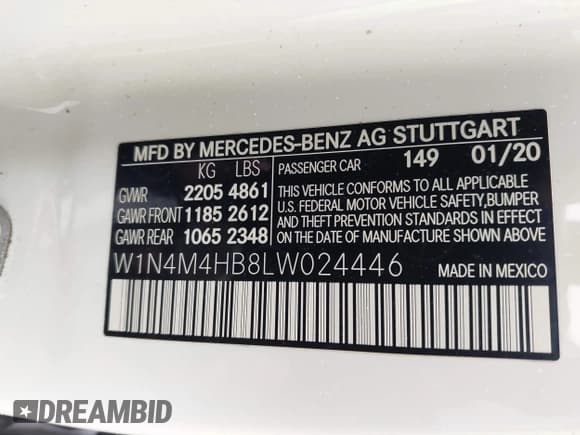 MFD BY MERCEDES-BENZ AG STUTTGART
KG LBS
GVWR 2205 4861
GAWR FRONT 1185 2612
GAWR REAR 1065 2348
PASSENGER CAR 149 01/20
THIS VEHICLE CONFORMS TO ALL APPLICABLE
U.S. FEDERAL MOTOR VEHICLE SAFETY,BUMPER
AND THEFT PREVENTION STANDARDS IN EFFECT
ON THE DATE OF MANUFACTURE SHOWN ABOVE.
W1N4M4HB8LW024446 MADE IN MEXICO
DREAMBID